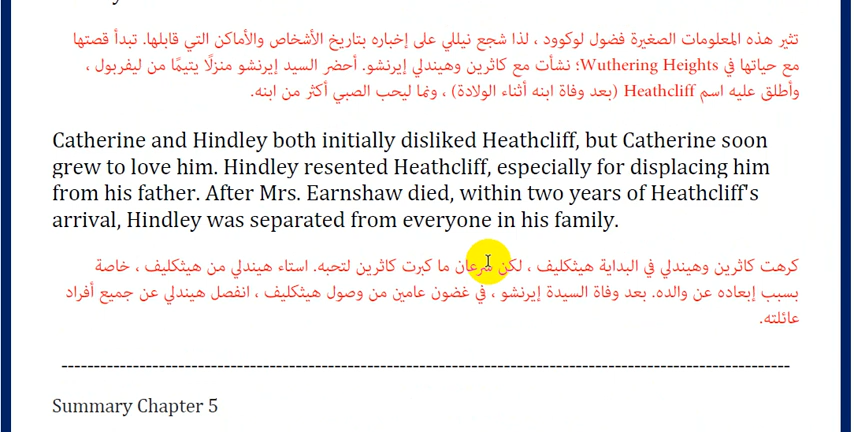 تثير هذه المعلومات الصغيرة فضول لوكوود ، لذا شجع نيللي على إخباره بتاريخ الأشخاص والأماكن التي قابلها. تبدأ قصتها
مع حياتها في Wuthering Heights؛ نشأت مع كاثرين وهيندلي إيرنشو. أحضر السيد إيرنشو منزلًا يتيمًا من ليفربول ،
وأطلق عليه اسم Heathcliff (بعد وفاة ابنه أثناء الولادة) ، ونما ليحب الصبي أكثر من ابنه.
Catherine and Hindley both initially disliked Heathcliff, but Catherine soon
grew to love him. Hindley resented Heathcliff, especially for displacing him
from his father. After Mrs. Earnshaw died, within two years of Heathcliff's
arrival, Hindley was separated from everyone in his family.
كرهت كاثرين وهيندلي في البداية هيثكليف ، لكن سرعان ما كبرت كاثرين لتحبه. استاء هيندلي من هيثكليف ، خاصة
بسبب إبعاده عن والده. بعد وفاة السيدة إيرنشو ، في غضون عامين من وصول هيثكليف ، انفصل هيندلي عن جميع أفراد
عائلته.
Summary Chapter 5